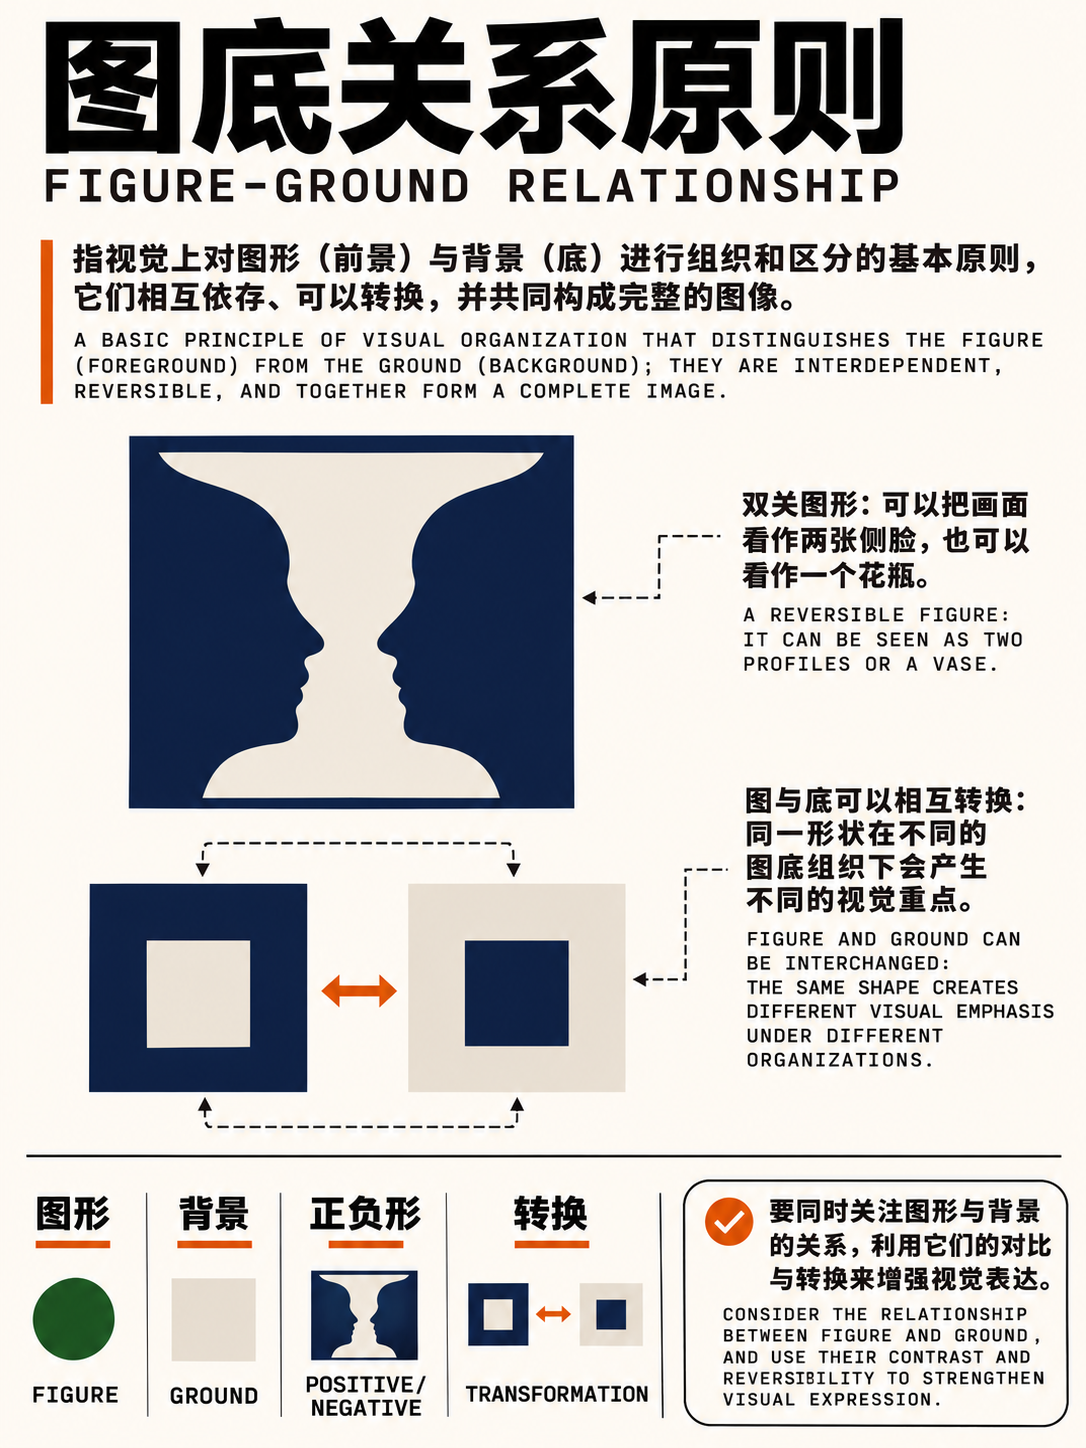 图底关系原则
FIGURE-GROUND RELATIONSHIP
指视觉上对图形（前景）与背景（底）进行组织和区分的基本原则，
它们相互依存、可以转换，并共同构成完整的图像。
A BASIC PRINCIPLE OF VISUAL ORGANIZATION THAT DISTINGUISHES THE FIGURE
(FOREGROUND) FROM THE GROUND (BACKGROUND); THEY ARE INTERDEPENDENT,
REVERSIBLE, AND TOGETHER FORM A COMPLETE IMAGE.
双关图形：可以把画面
看作两张侧脸，也可以
看作一个花瓶。
A REVERSIBLE FIGURE:
IT CAN BE SEEN AS TWO
PROFILES OR A VASE.
图与底可以相互转换：
同一形状在不同的
图底组织下会产生
不同的视觉重点。
FIGURE AND GROUND CAN
BE INTERCHANGED:
THE SAME SHAPE CREATES
DIFFERENT VISUAL EMPHASIS
UNDER DIFFERENT
ORGANIZATIONS.
图形
FIGURE
背景
GROUND
正负形
POSITIVE/
NEGATIVE
转换
TRANSFORMATION
要同时关注图形与背景
的关系，利用它们的对比
与转换来增强视觉表达。
CONSIDER THE RELATIONSHIP
BETWEEN FIGURE AND GROUND,
AND USE THEIR CONTRAST AND
REVERSIBILITY TO STRENGTHEN
VISUAL EXPRESSION.